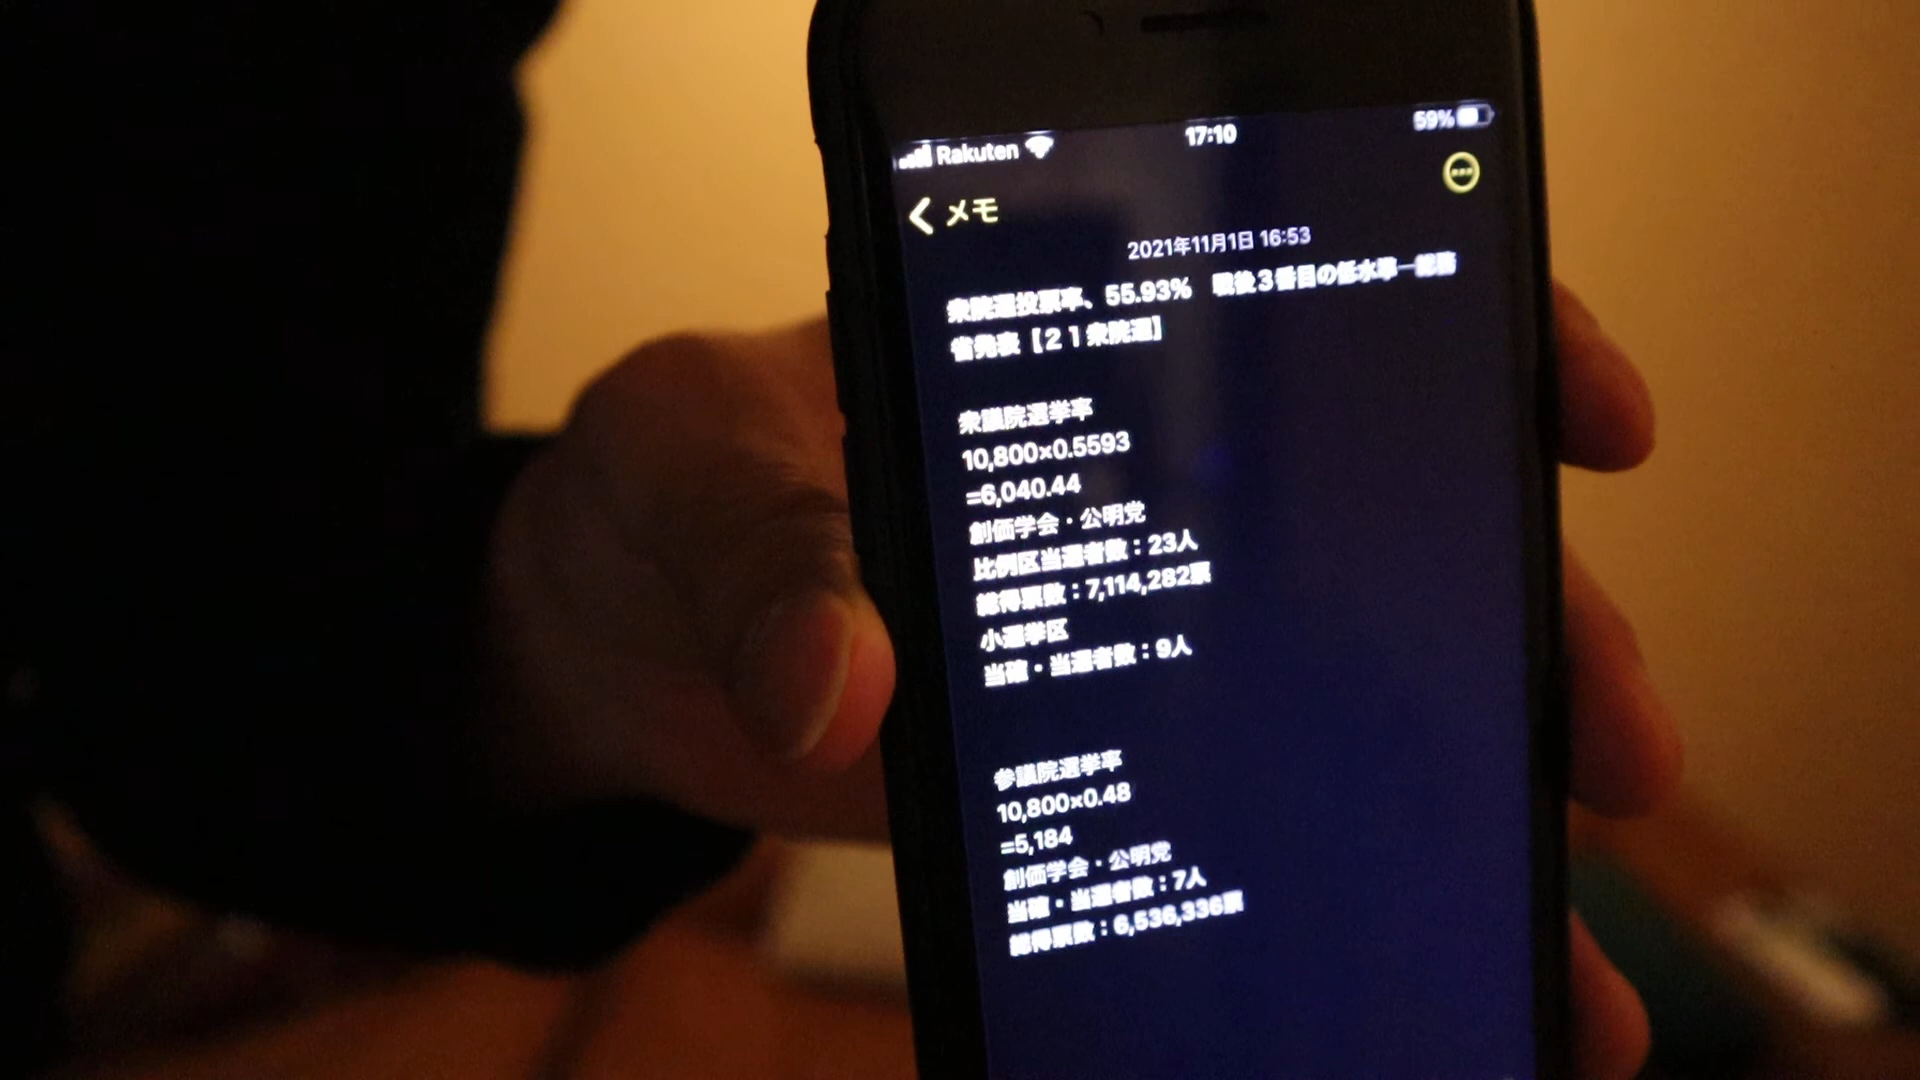 Rakuten 17:10 59%
メモ
2021年11月1日 16:53
衆院選投票率、55.93% 戦後3番目の低水準―総務
省発表【21衆院選】
衆議院選挙率
10,800×0.5593
=6,040.44
創価学会・公明党
比例区当選者数：23人
総得票数：7,114,282票
小選挙区
当確・当選者数：9人
参議院選挙率
10,800×0.48
=5,184
創価学会・公明党
当確・当選者数：7人
総得票数：6,536,336票